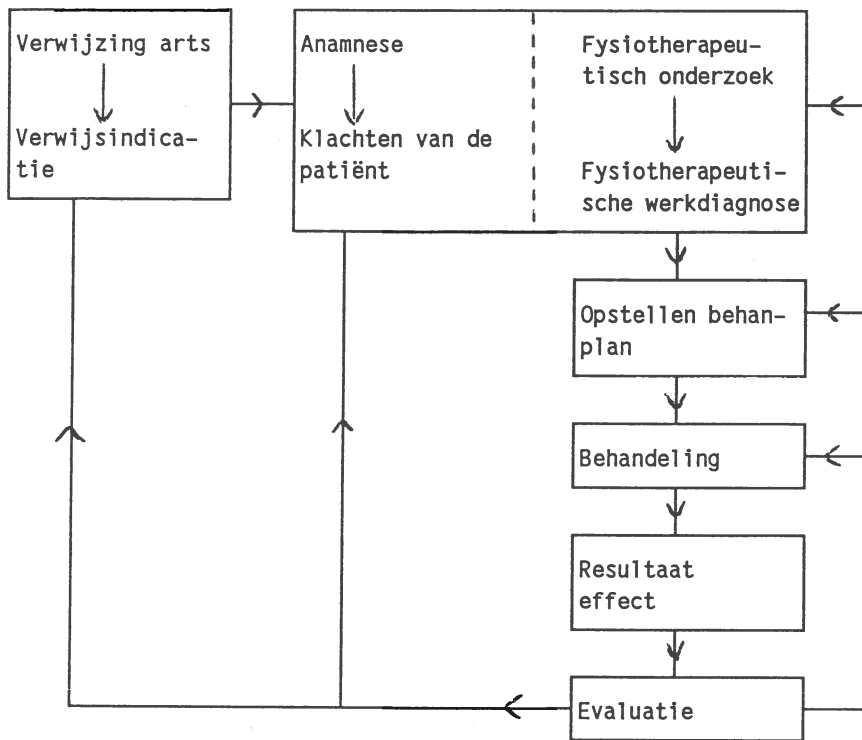 Verwijzing arts
Verwijsindica-
tie
Anamnese
Klachten van de
patiënt
Fysiotherapeu-
tisch onderzoek
Fysiotherapeuti-
sche werkdiagnose
Opstellen behan-
plan
Behandeling
Resultaat
effect
Evaluatie